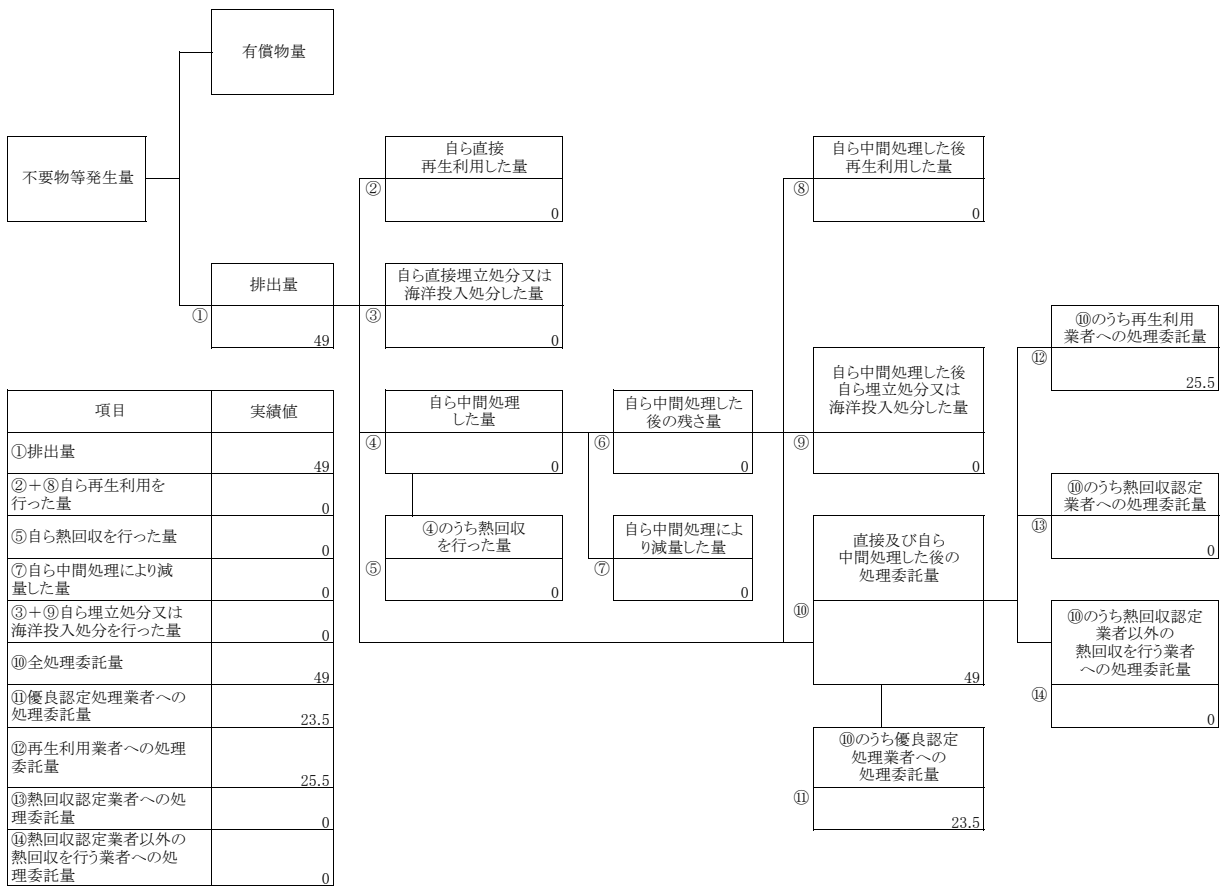 有償物量
不要物等発生量
排出量
①
49
自ら直接
再生利用した量
②
0
自ら直接埋立処分又は
海洋投入処分した量
③
0
自ら中間処理
した量
④
0
④のうち熱回収
を行った量
⑤
0
自ら中間処理した
後の残さ量
⑥
0
自ら中間処理によ
り減量した量
⑦
0
自ら中間処理した後
再生利用した量
⑧
0
自ら中間処理した後
自ら埋立処分又は
海洋投入処分した量
⑨
0
直接及び自ら
中間処理した後の
処理委託量
⑩
49
⑩のうち優良認定
処理業者への
処理委託量
⑪
23.5
⑩のうち再生利用
業者への処理委託量
⑫
25.5
⑩のうち熱回収認定
業者への処理委託量
⑬
0
⑩のうち熱回収認定
業者以外の
熱回収を行う業者
への処理委託量
⑭
0
項目 実績値
①排出量
49
②+⑧自ら再生利用を
行った量
0
⑤自ら熱回収を行った量
0
⑦自ら中間処理により減
量した量
0
③+⑨自ら埋立処分又は
海洋投入処分を行った量
0
⑩全処理委託量
49
⑪優良認定処理業者への
処理委託量
23.5
⑫再生利用業者への処理
委託量
25.5
⑬熱回収認定業者への処
理委託量
0
⑭熱回収認定業者以外の
熱回収を行う業者への処
理委託量
0